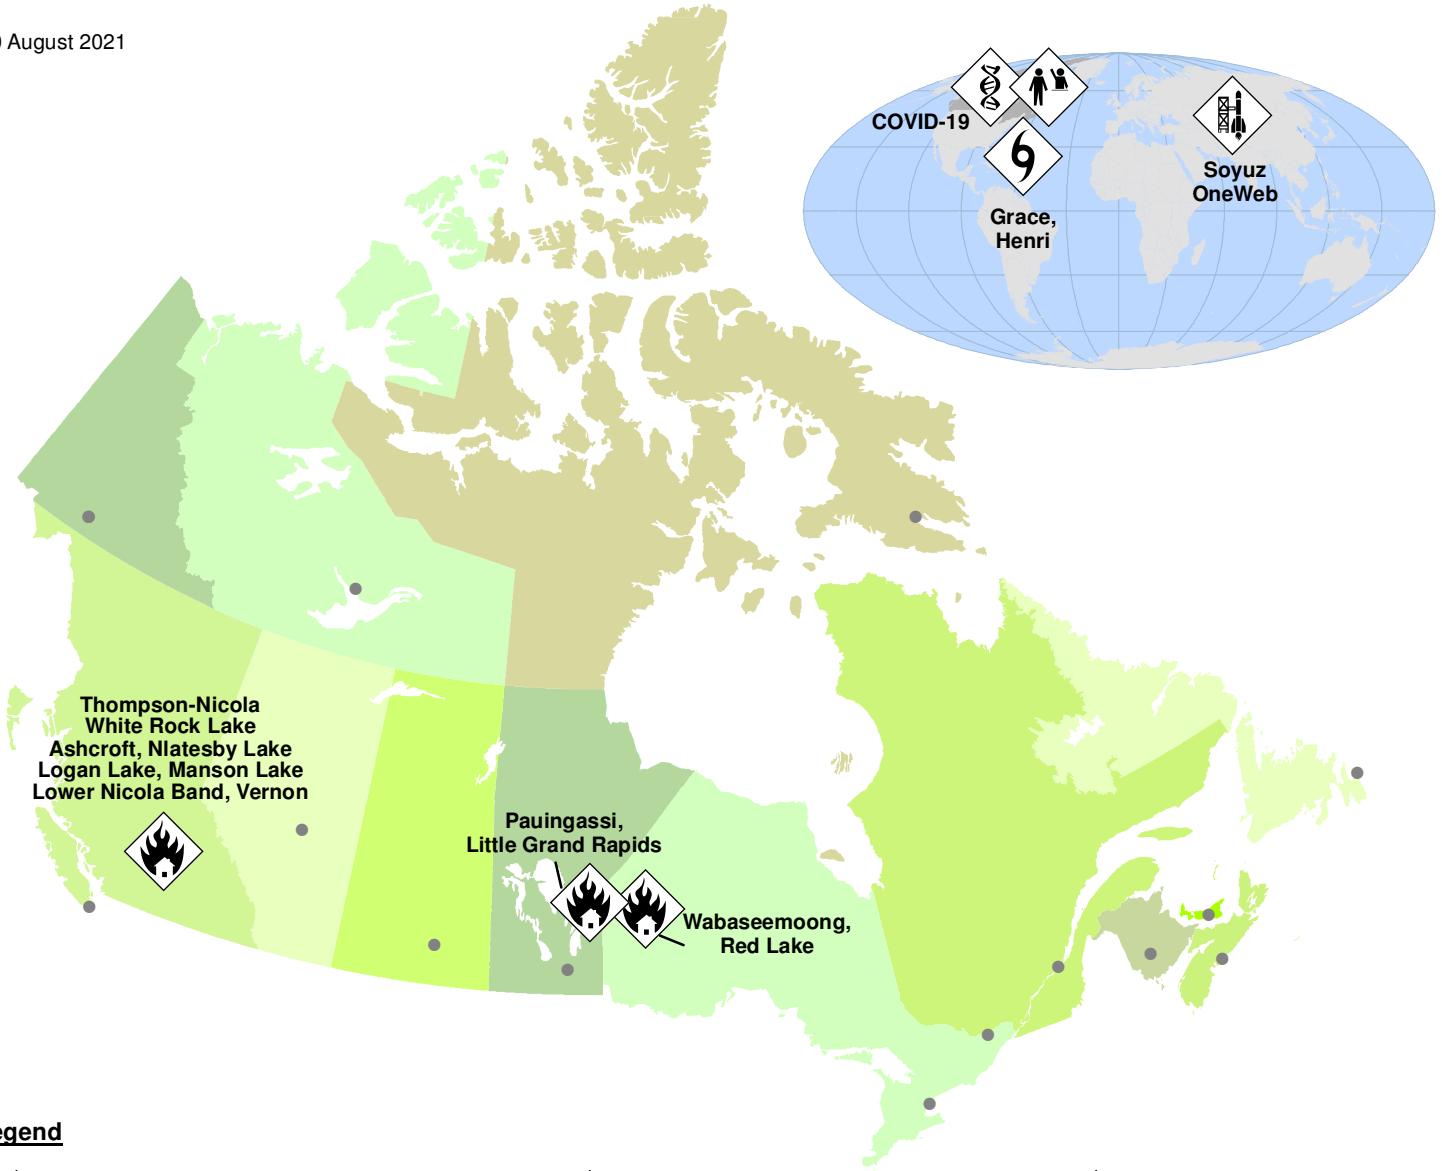 August 2021
COVID-19
Soyuz
OneWeb
Grace,
Henri
Thompson-Nicola
White Rock Lake
Ashcroft, Nlatesby Lake
Logan Lake, Manson Lake
Lower Nicola Band, Vernon
Pauingassi,
Little Grand Rapids
Wabaseemoong,
Red Lake
egend